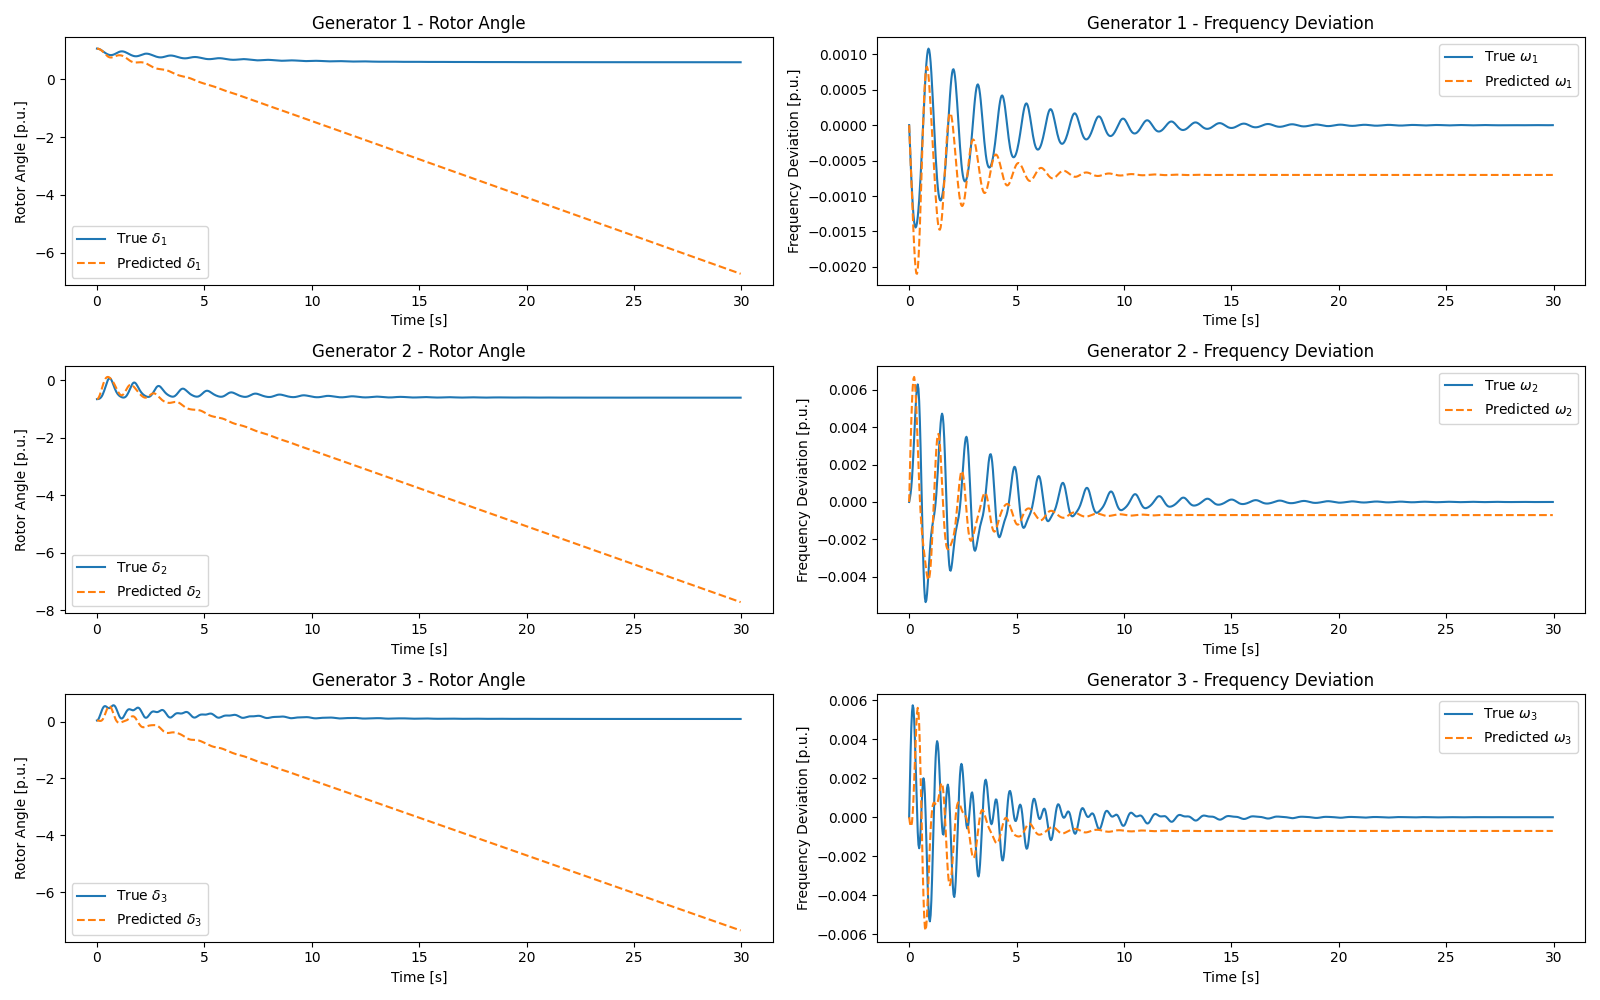 Generator 1 - Rotor Angle
Rotor Angle [p.u.]
0
−2
−4
−6
True δ1
Predicted δ1
0 5 10 15 20 25 30
Time [s]
Generator 1 - Frequency Deviation
Frequency Deviation [p.u.]
0.0010
0.0005
0.0000
−0.0005
−0.0010
−0.0015
−0.0020
True ω1
Predicted ω1
0 5 10 15 20 25 30
Time [s]
Generator 2 - Rotor Angle
Rotor Angle [p.u.]
0
−2
−4
−6
−8
True δ2
Predicted δ2
0 5 10 15 20 25 30
Time [s]
Generator 2 - Frequency Deviation
Frequency Deviation [p.u.]
0.006
0.004
0.002
0.000
−0.002
−0.004
True ω2
Predicted ω2
0 5 10 15 20 25 30
Time [s]
Generator 3 - Rotor Angle
Rotor Angle [p.u.]
0
−2
−4
−6
True δ3
Predicted δ3
0 5 10 15 20 25 30
Time [s]
Generator 3 - Frequency Deviation
Frequency Deviation [p.u.]
0.006
0.004
0.002
0.000
−0.002
−0.004
−0.006
True ω3
Predicted ω3
0 5 10 15 20 25 30
Time [s]